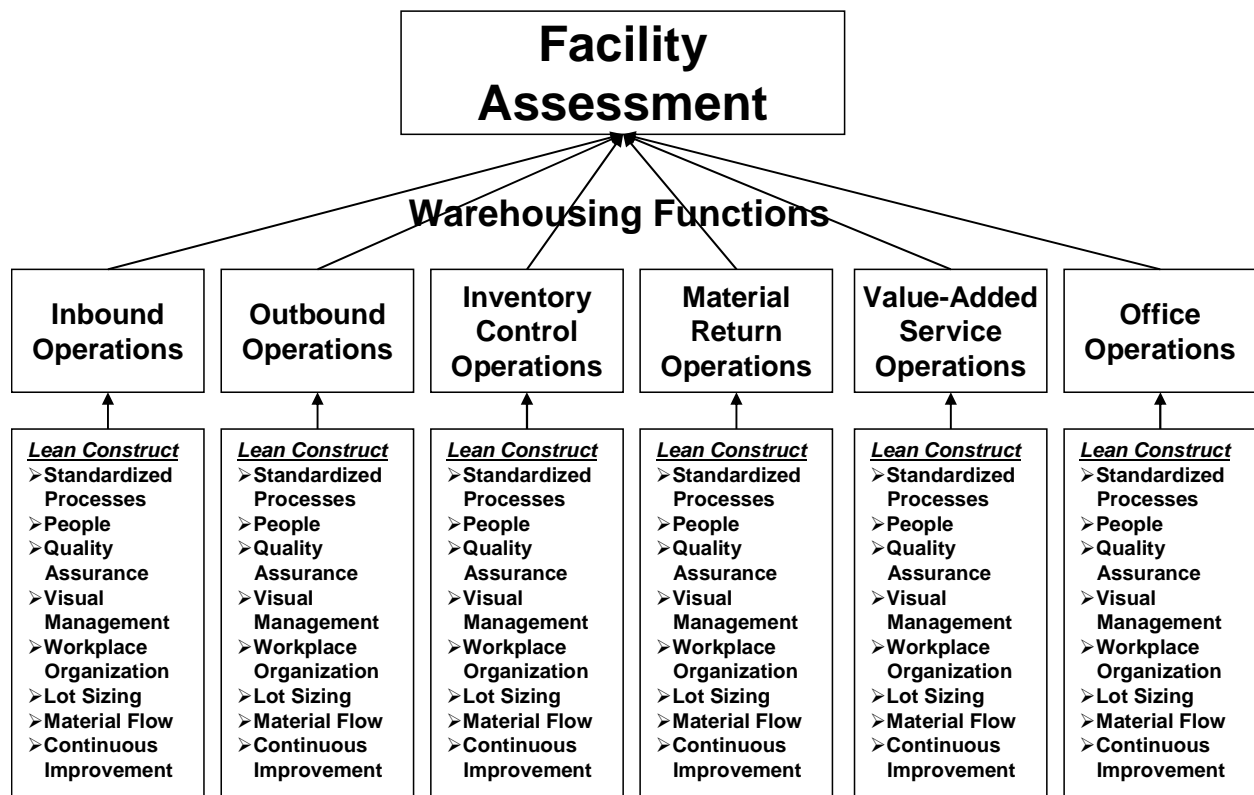 Facility
Assessment
Warehousing Functions
Inbound
Operations
Outbound
Operations
Inventory
Control
Operations
Material
Return
Operations
Value-Added
Service
Operations
Office
Operations
Lean Construct
➢Standardized
Processes
➢People
➢Quality
Assurance
➢Visual
Management
➢Workplace
Organization
➢Lot Sizing
➢Material Flow
➢Continuous
Improvement
Lean Construct
➢Standardized
Processes
➢People
➢Quality
Assurance
➢Visual
Management
➢Workplace
Organization
➢Lot Sizing
➢Material Flow
➢Continuous
Improvement
Lean Construct
➢Standardized
Processes
➢People
➢Quality
Assurance
➢Visual
Management
➢Workplace
Organization
➢Lot Sizing
➢Material Flow
➢Continuous
Improvement
Lean Construct
➢Standardized
Processes
➢People
➢Quality
Assurance
➢Visual
Management
➢Workplace
Organization
➢Lot Sizing
➢Material Flow
➢Continuous
Improvement
Lean Construct
➢Standardized
Processes
➢People
➢Quality
Assurance
➢Visual
Management
➢Workplace
Organization
➢Lot Sizing
➢Material Flow
➢Continuous
Improvement
Lean Construct
➢Standardized
Processes
➢People
➢Quality
Assurance
➢Visual
Management
➢Workplace
Organization
➢Lot Sizing
➢Material Flow
➢Continuous
Improvement